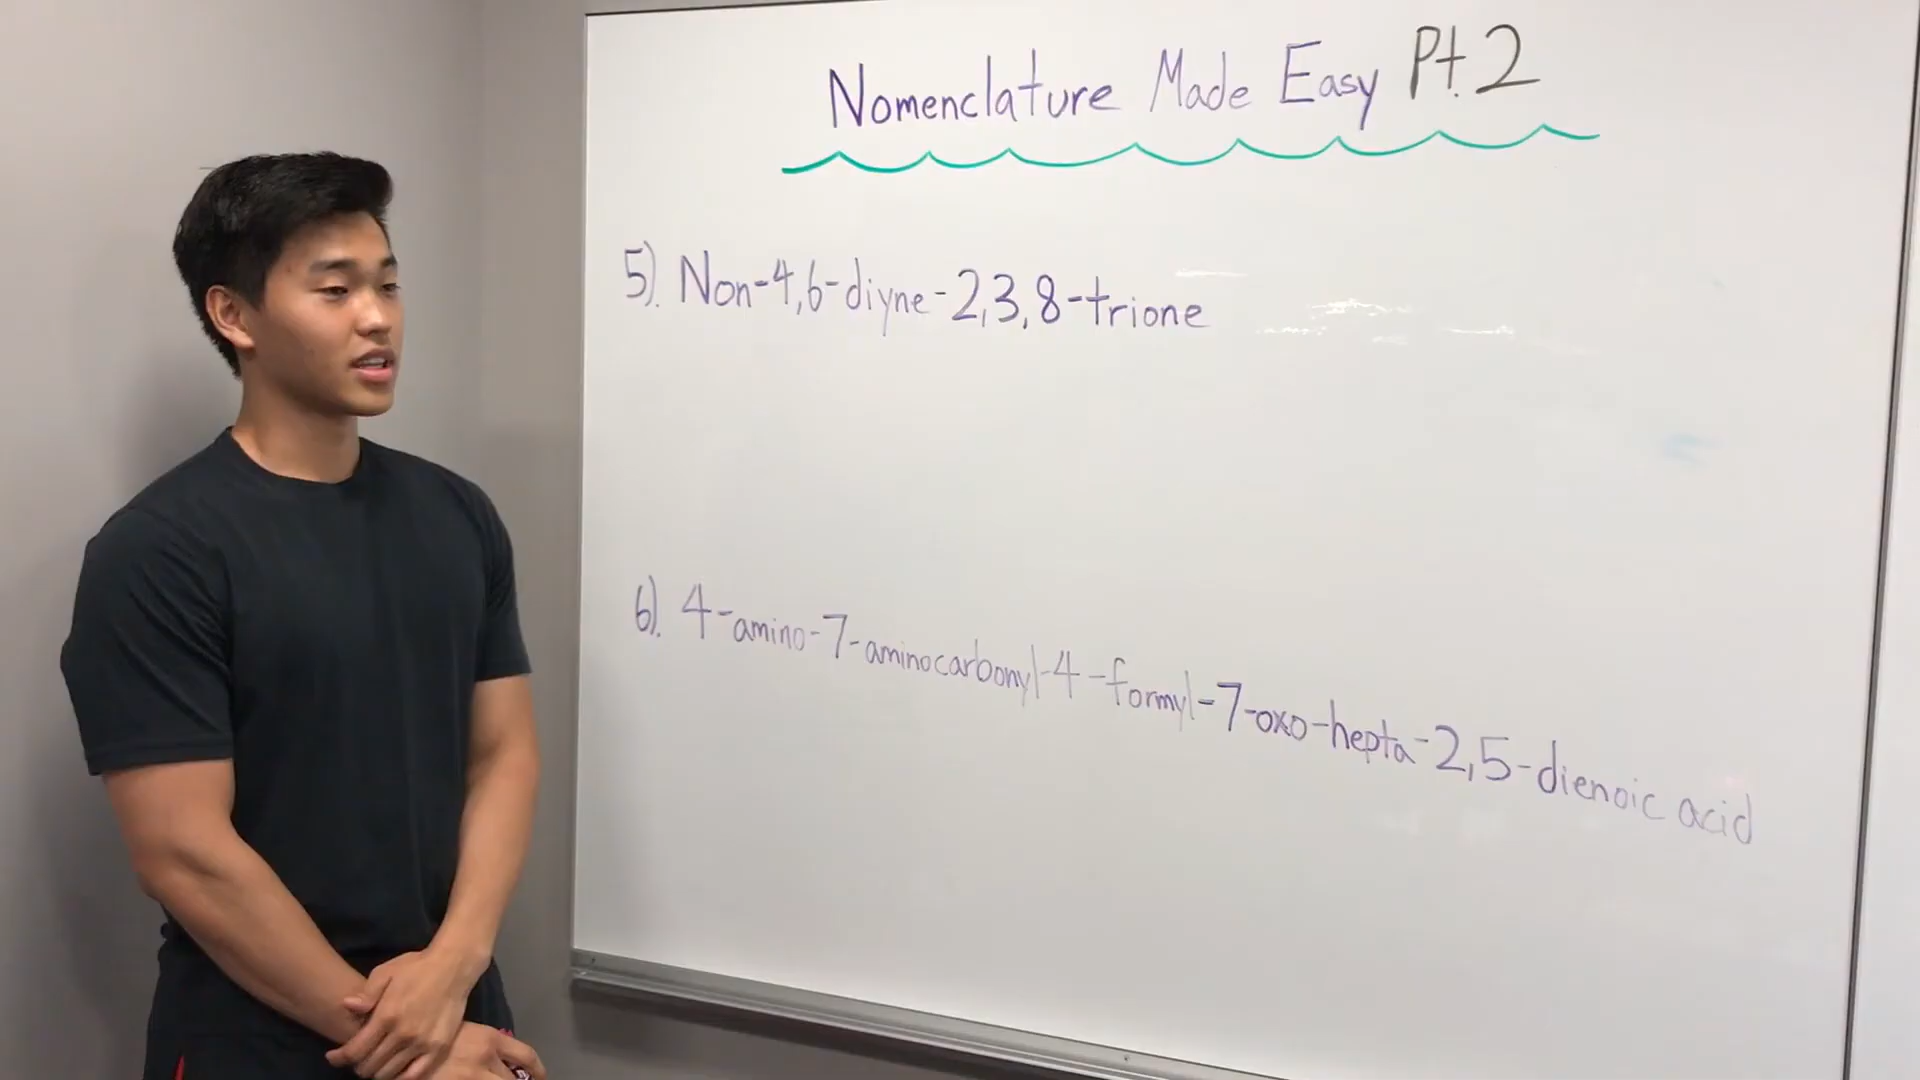 Nomenclature Made Easy Pt.2
5). Non-4,6-diyne-2,3,8-trione
6). 4-amino-7-aminocarbonyl-4-formyl-7-oxo-hepta-2,5-dienoic acid